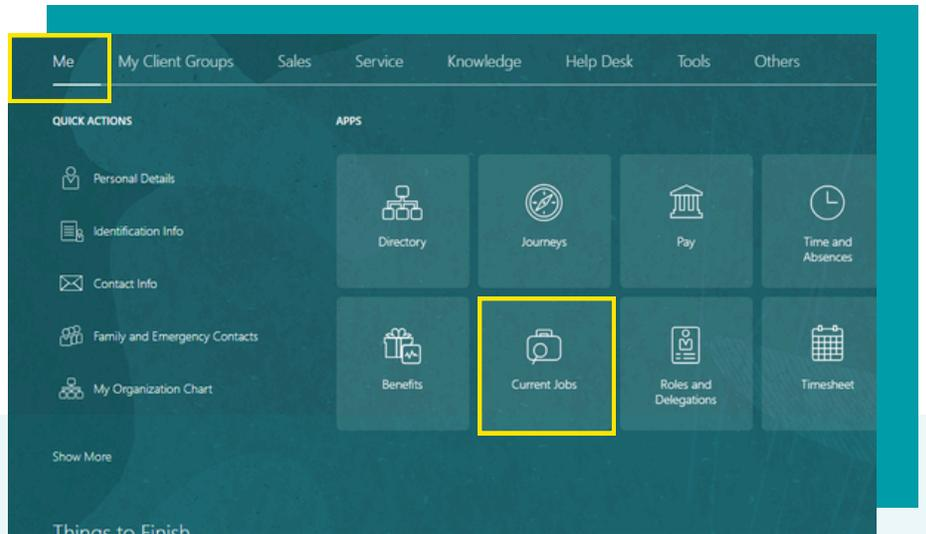 Me
My Client Groups
Sales
Service
Knowledge
Help Desk
Tools
Others
QUICK ACTIONS
Personal Details
Identification Info
Contact Info
Family and Emergency Contacts
My Organization Chart
Show More
APPS
Directory
Journeys
Pay
Time and
Absences
Benefits
Current Jobs
Roles and
Delegations
Timesheet
Things to Finish